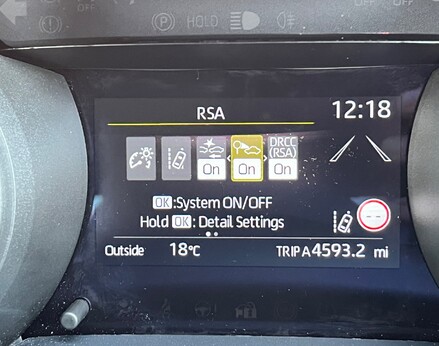 HOLD
RSA 12:18
DRCC
(RSA)
On On On
OK:System ON/OFF
Hold OK: Detail Settings
Outside 18°C TRIP A 4593.2 mi